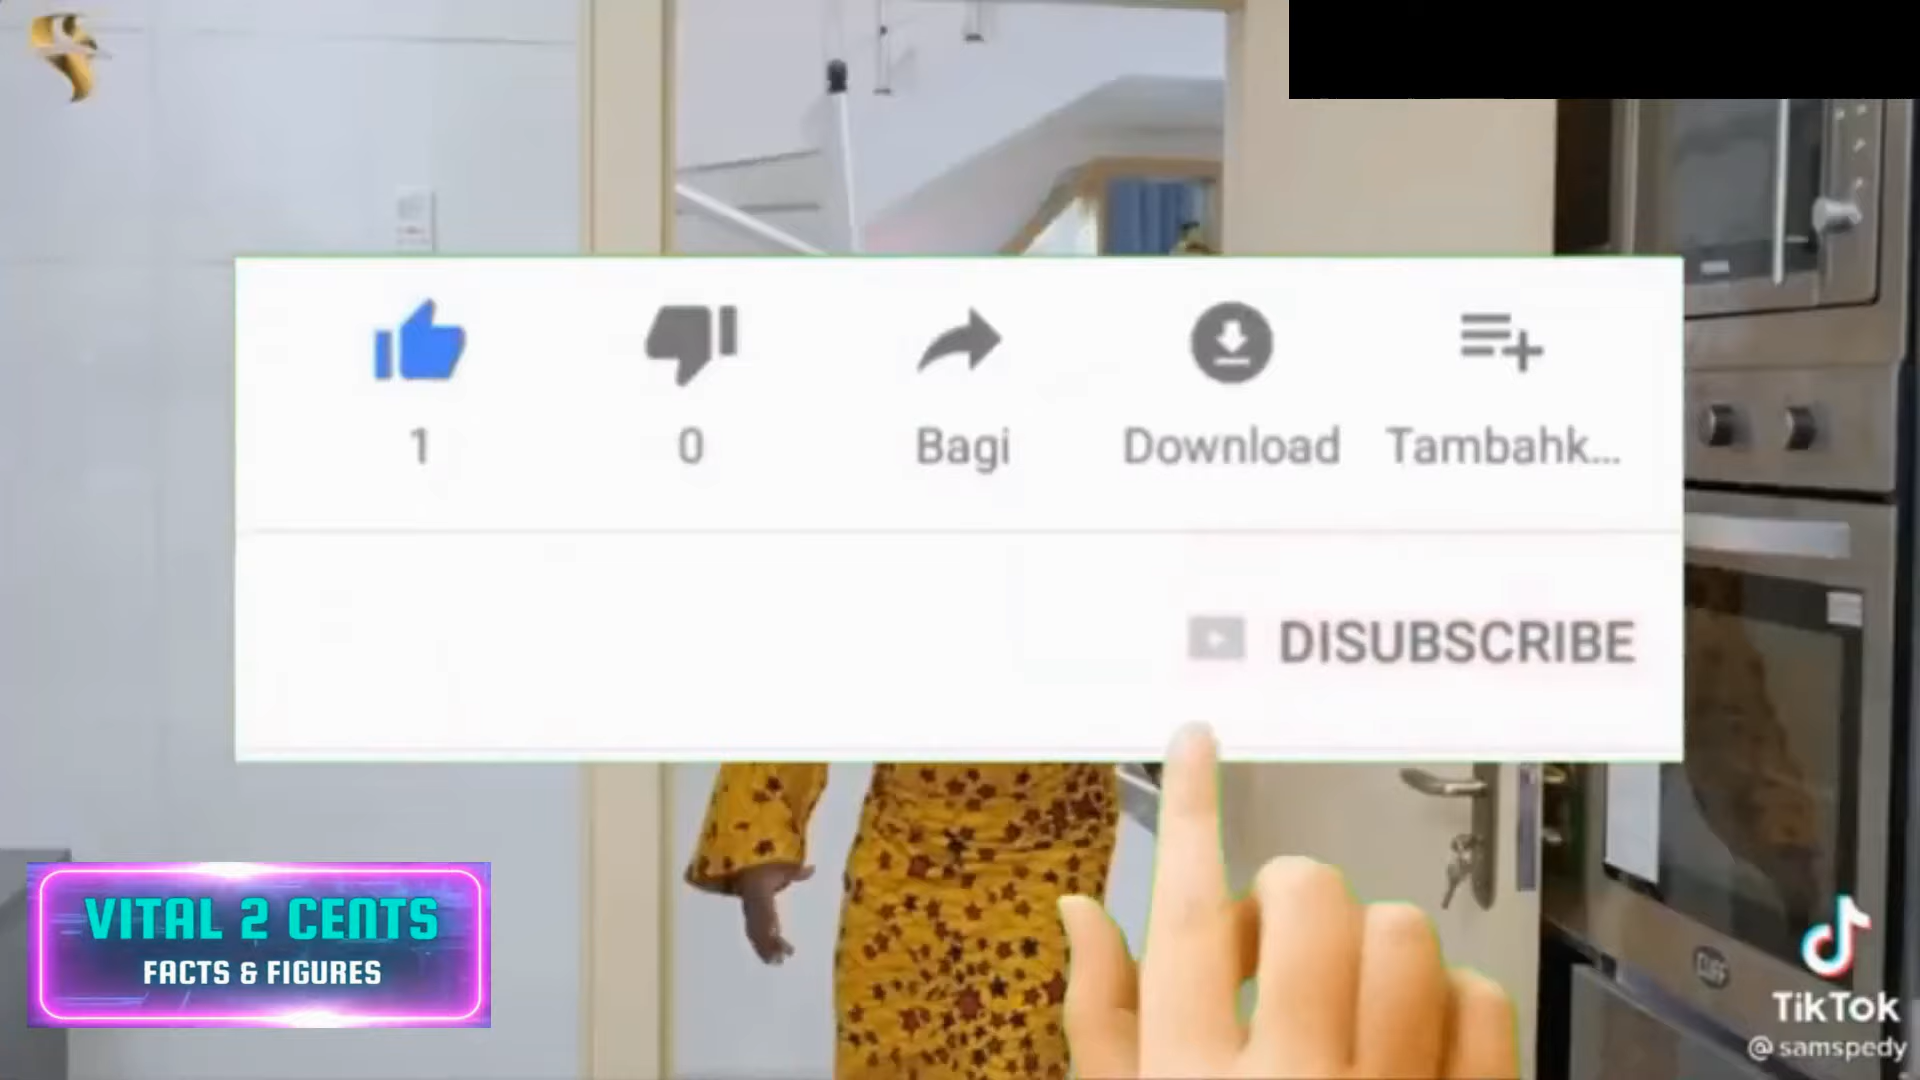 1
0
Bagi
Download
Tambahk...
DISUBSCRIBE
VITAL 2 CENTS
FACTS & FIGURES
TikTok
@samspedy